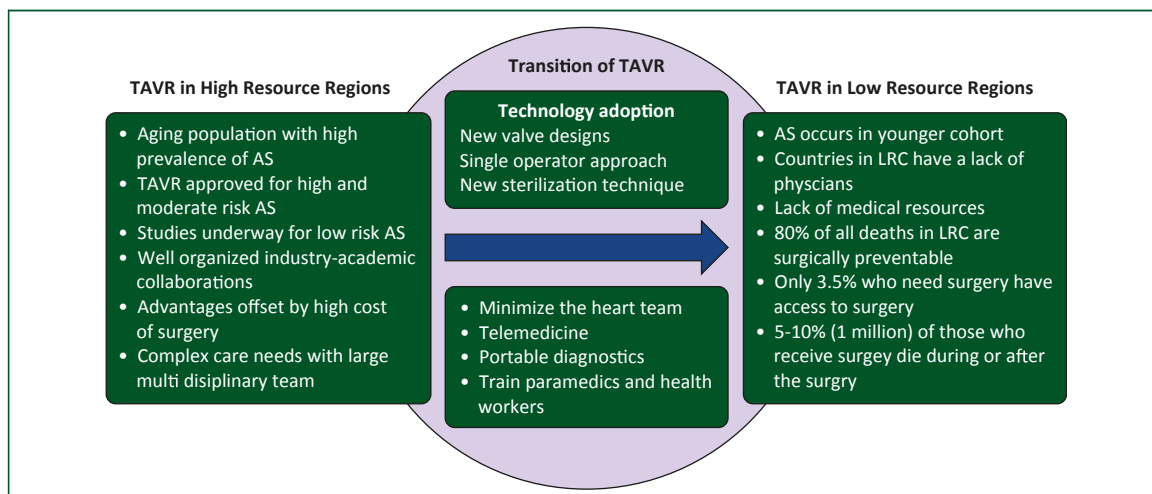 TAVR in High Resource Regions
• Aging population with high
prevalence of AS
• TAVR approved for high and
moderate risk AS
• Studies underway for low risk AS
• Well organized industry-academic
collaborations
• Advantages offset by high cost
of surgery
• Complex care needs with large
multi disiplinary team
Transition of TAVR
Technology adoption
New valve designs
Single operator approach
New sterilization technique
• Minimize the heart team
• Telemedicine
• Portable diagnostics
• Train paramedics and health
workers
TAVR in Low Resource Regions
• AS occurs in younger cohort
• Countries in LRC have a lack of
physcians
• Lack of medical resources
• 80% of all deaths in LRC are
surgically preventable
• Only 3.5% who need surgery have
access to surgery
• 5-10% (1 million) of those who
receive surgey die during or after
the surgry